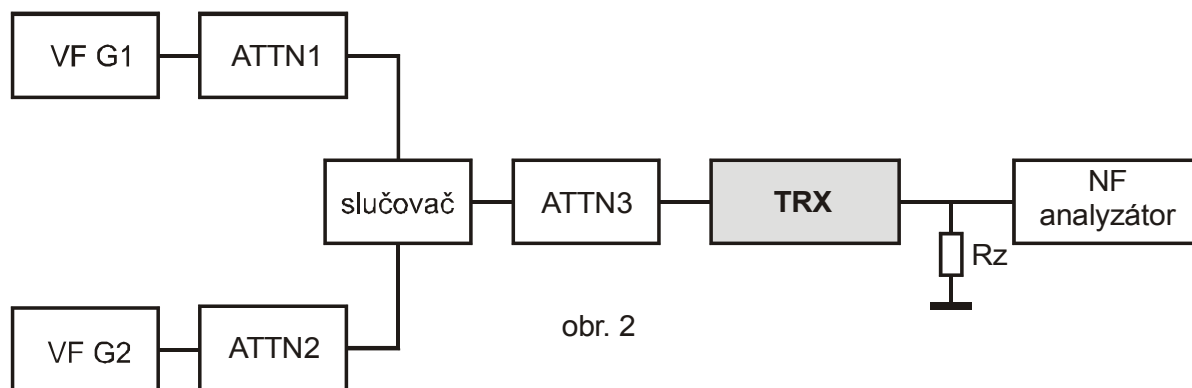 VF G1
ATTN1
slučovač
ATTN3
TRX
NF
analyzátor
Rz
obr. 2
VF G2
ATTN2